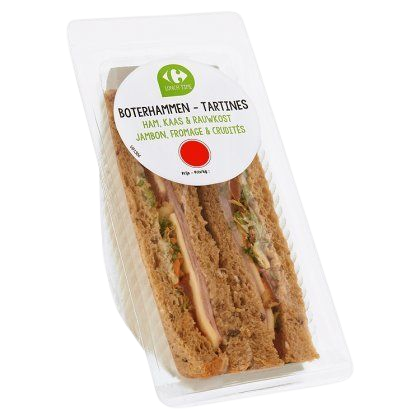 LUNCH TIME
BOTERHAMMEN - TARTINES
HAM, KAAS & RAUWKOST
JAMBON, FROMAGE & CRUDITÉS